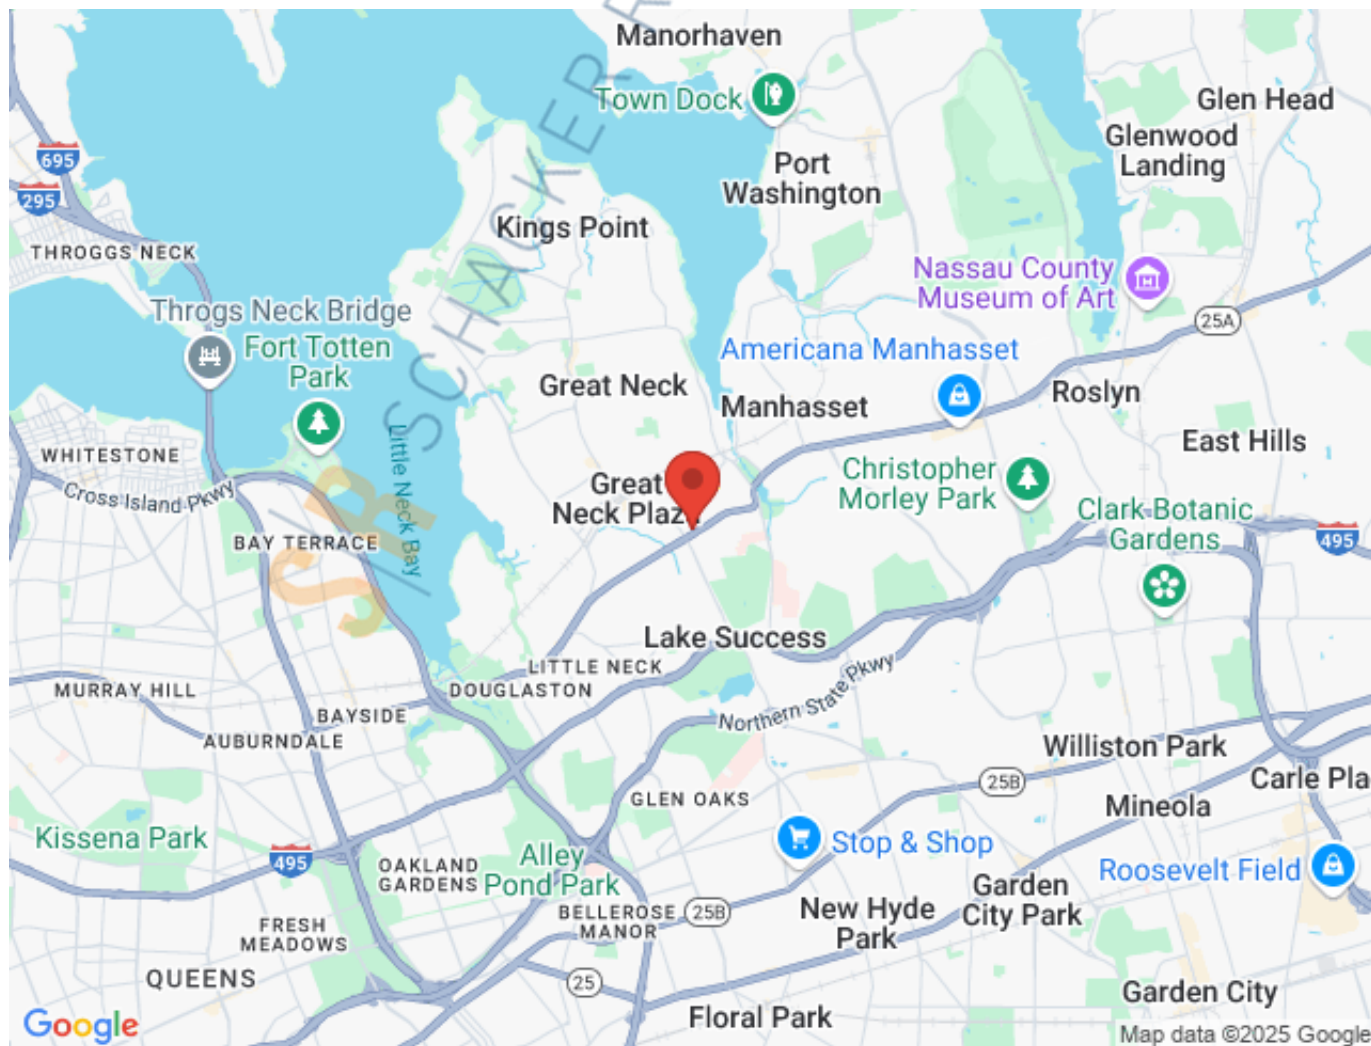 Manorhaven
Town Dock
Glen Head
Glenwood
Landing
695
295
Port
Washington
Kings Point
THROGGS NECK
Nassau County
Museum of Art
Throgs Neck Bridge
25A
Fort Totten
Park
Americana Manhasset
Great Neck
Manhasset
Roslyn
East Hills
WHITESTONE
Little Neck Bay
Christopher
Morley Park
Great
Neck Plaza
Cross Island Pkwy
Clark Botanic
Gardens
495
BAY TERRACE
S/R SCHACKER R
Lake Success
LITTLE NECK
DOUGLASTON
MURRAY HILL
Northern State Pkwy
BAYSIDE
AUBURNDALE
Williston Park
25B
Carle Pla
GLEN OAKS
Mineola
Kissena Park
Stop & Shop
495
OAKLAND
GARDENS
Alley
Pond Park
Roosevelt Field
Garden
City Park
BELLEROSE
MANOR
25B
New Hyde
Park
FRESH
MEADOWS
QUEENS
25
Garden City
Floral Park
Google
Map data ©2025 Google